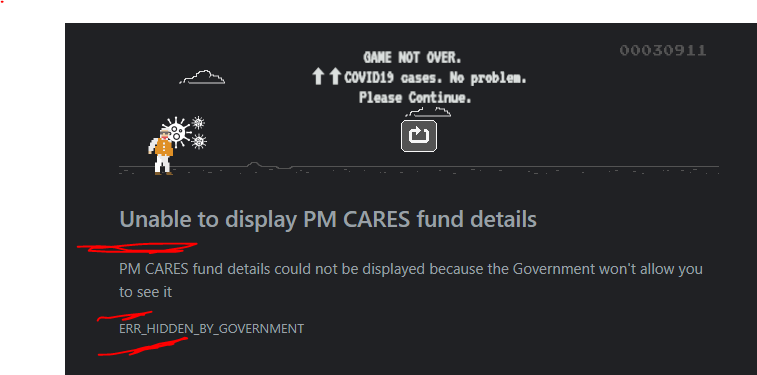 00030911
GAME NOT OVER.
⬆⬆COVID19 cases. No problem.
Please Continue.
Unable to display PM CARES fund details
PM CARES fund details could not be displayed because the Government won't allow you
to see it
ERR_HIDDEN_BY_GOVERNMENT